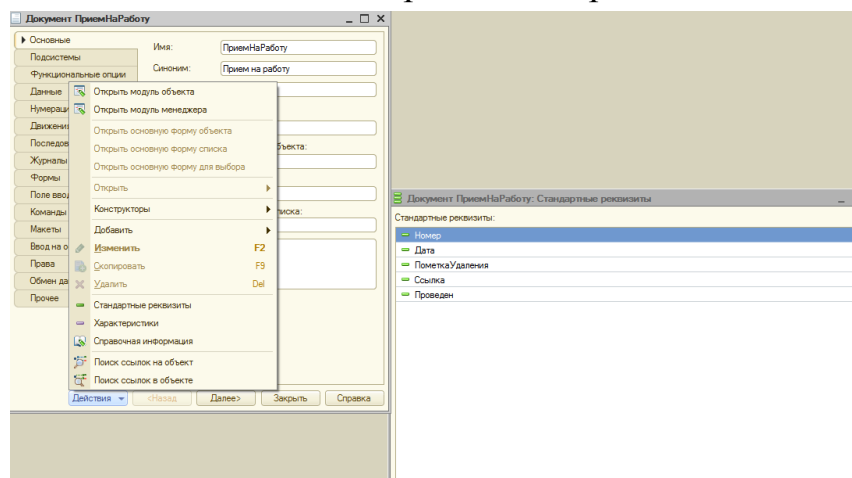 Документ ПриемНаРаботу
Основные
Подсистемы
Функциональные опции
Данные
Нумераци
Движения
Послед
Журналы
Формы
Поле ввод
Команды
Макеты
Ввод на о
Права
Обмен да
Прочее
Имя:
ПриемНаРаботу
Синоним:
Прием на работу
бъекта:
писка:
Открыть модуль объекта
Открыть модуль менеджера
Открыть основную форму объекта
Открыть основную форму списка
Открыть основную форму для выбора
Открыть
Конструкторы
Добавить
Изменить F2
Скопировать F9
Удалить Del
Стандартные реквизиты
Характеристики
Справочная информация
Поиск ссылок на объект
Поиск ссылок в объекте
Действия
<Назад
Далее>
Закрыть
Справка
Документ ПриемНаРаботу: Стандартные реквизиты
Стандартные реквизиты:
Номер
Дата
ПометкаУдаления
Ссылка
Проведен